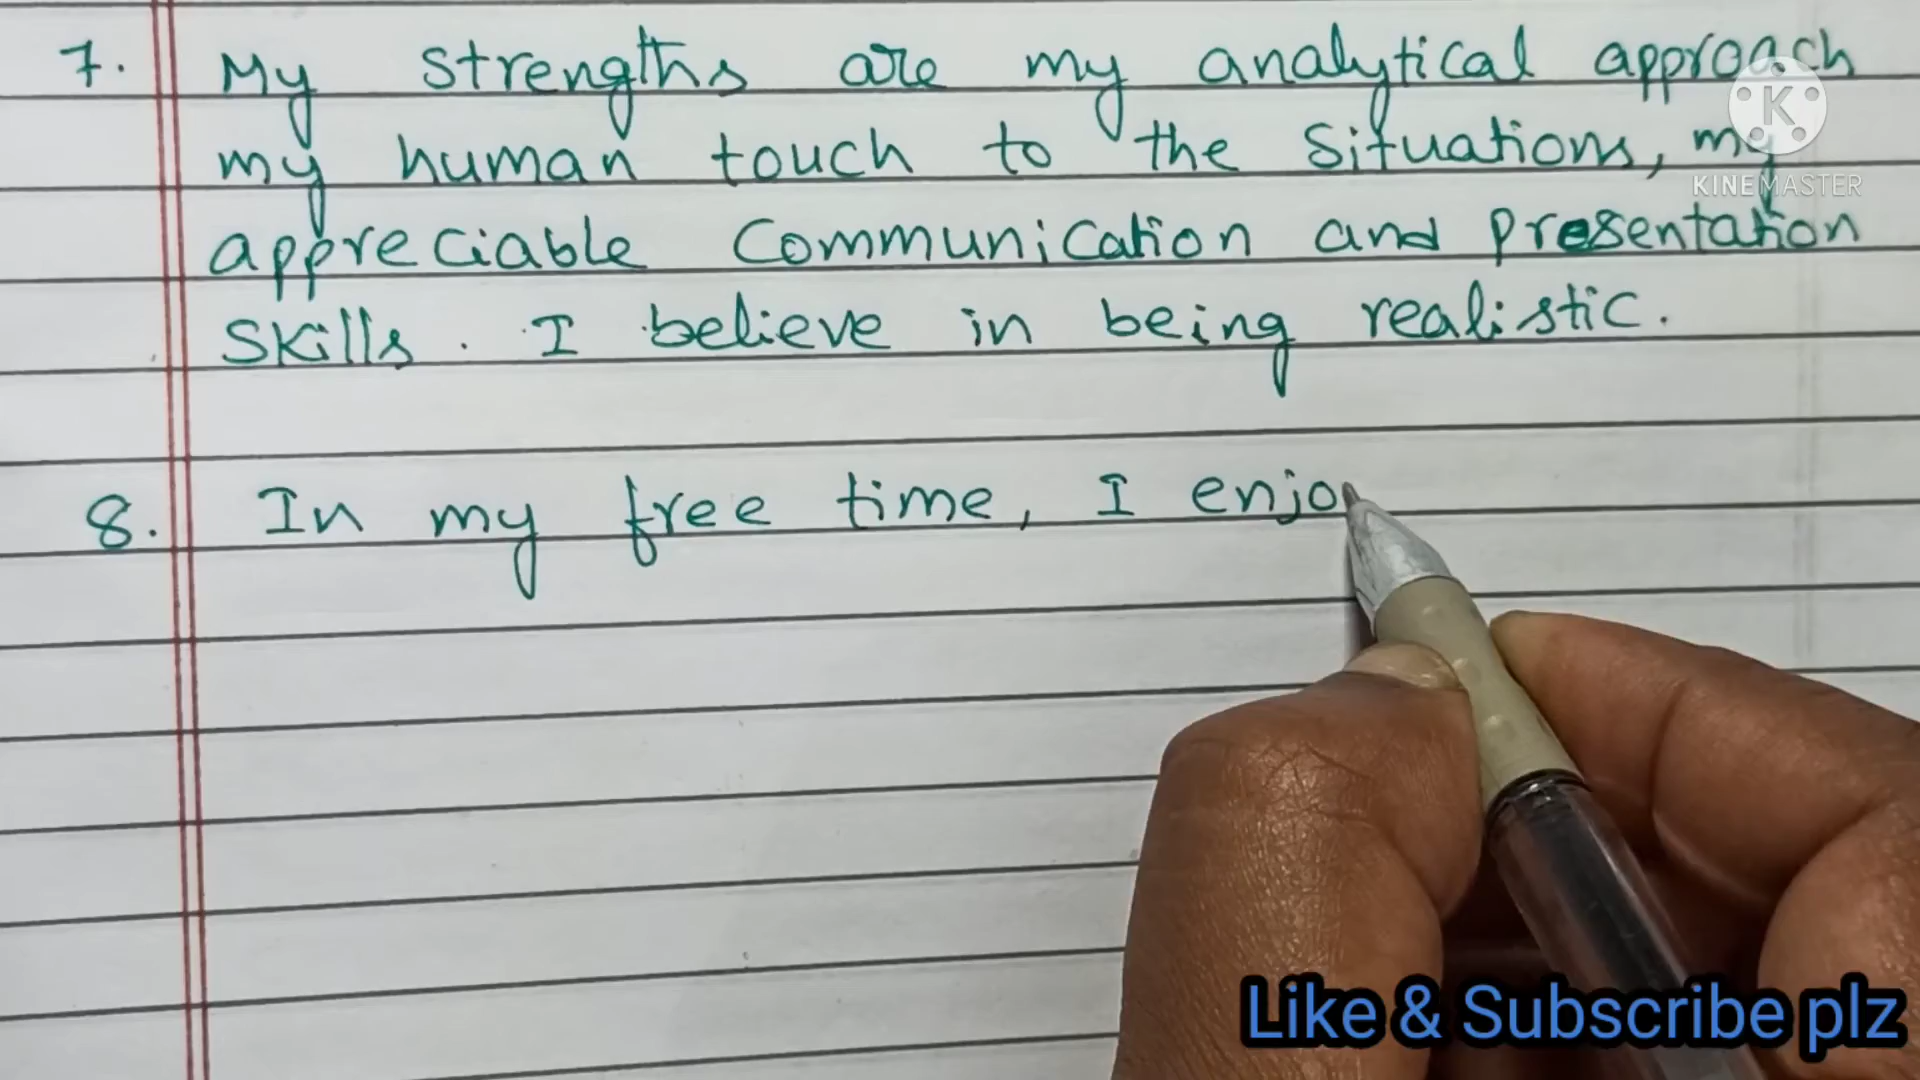 7. My strengths are my analytical approach
my human touch to the situations, my
KINEMASTER
appreciable communication and presentation
skills. I believe in being realistic.
8. In my free time, I enjo
Like & Subscribe plz